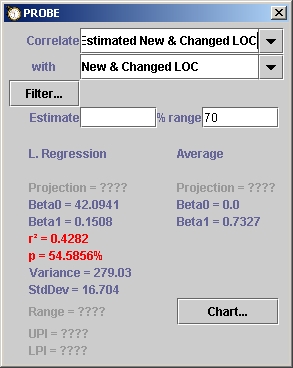 PROBE
Correlate Estimated New & Changed LOC
with New & Changed LOC
Filter...
Estimate % range 70
L. Regression Average
Projection = ???? Projection = ????
Beta0 = 42.0941 Beta0 = 0.0
Beta1 = 0.1508 Beta1 = 0.7327
r² = 0.4282
p = 54.5856%
Variance = 279.03
StdDev = 16.704
Range = ???? Chart...
UPI = ????
LPI = ????